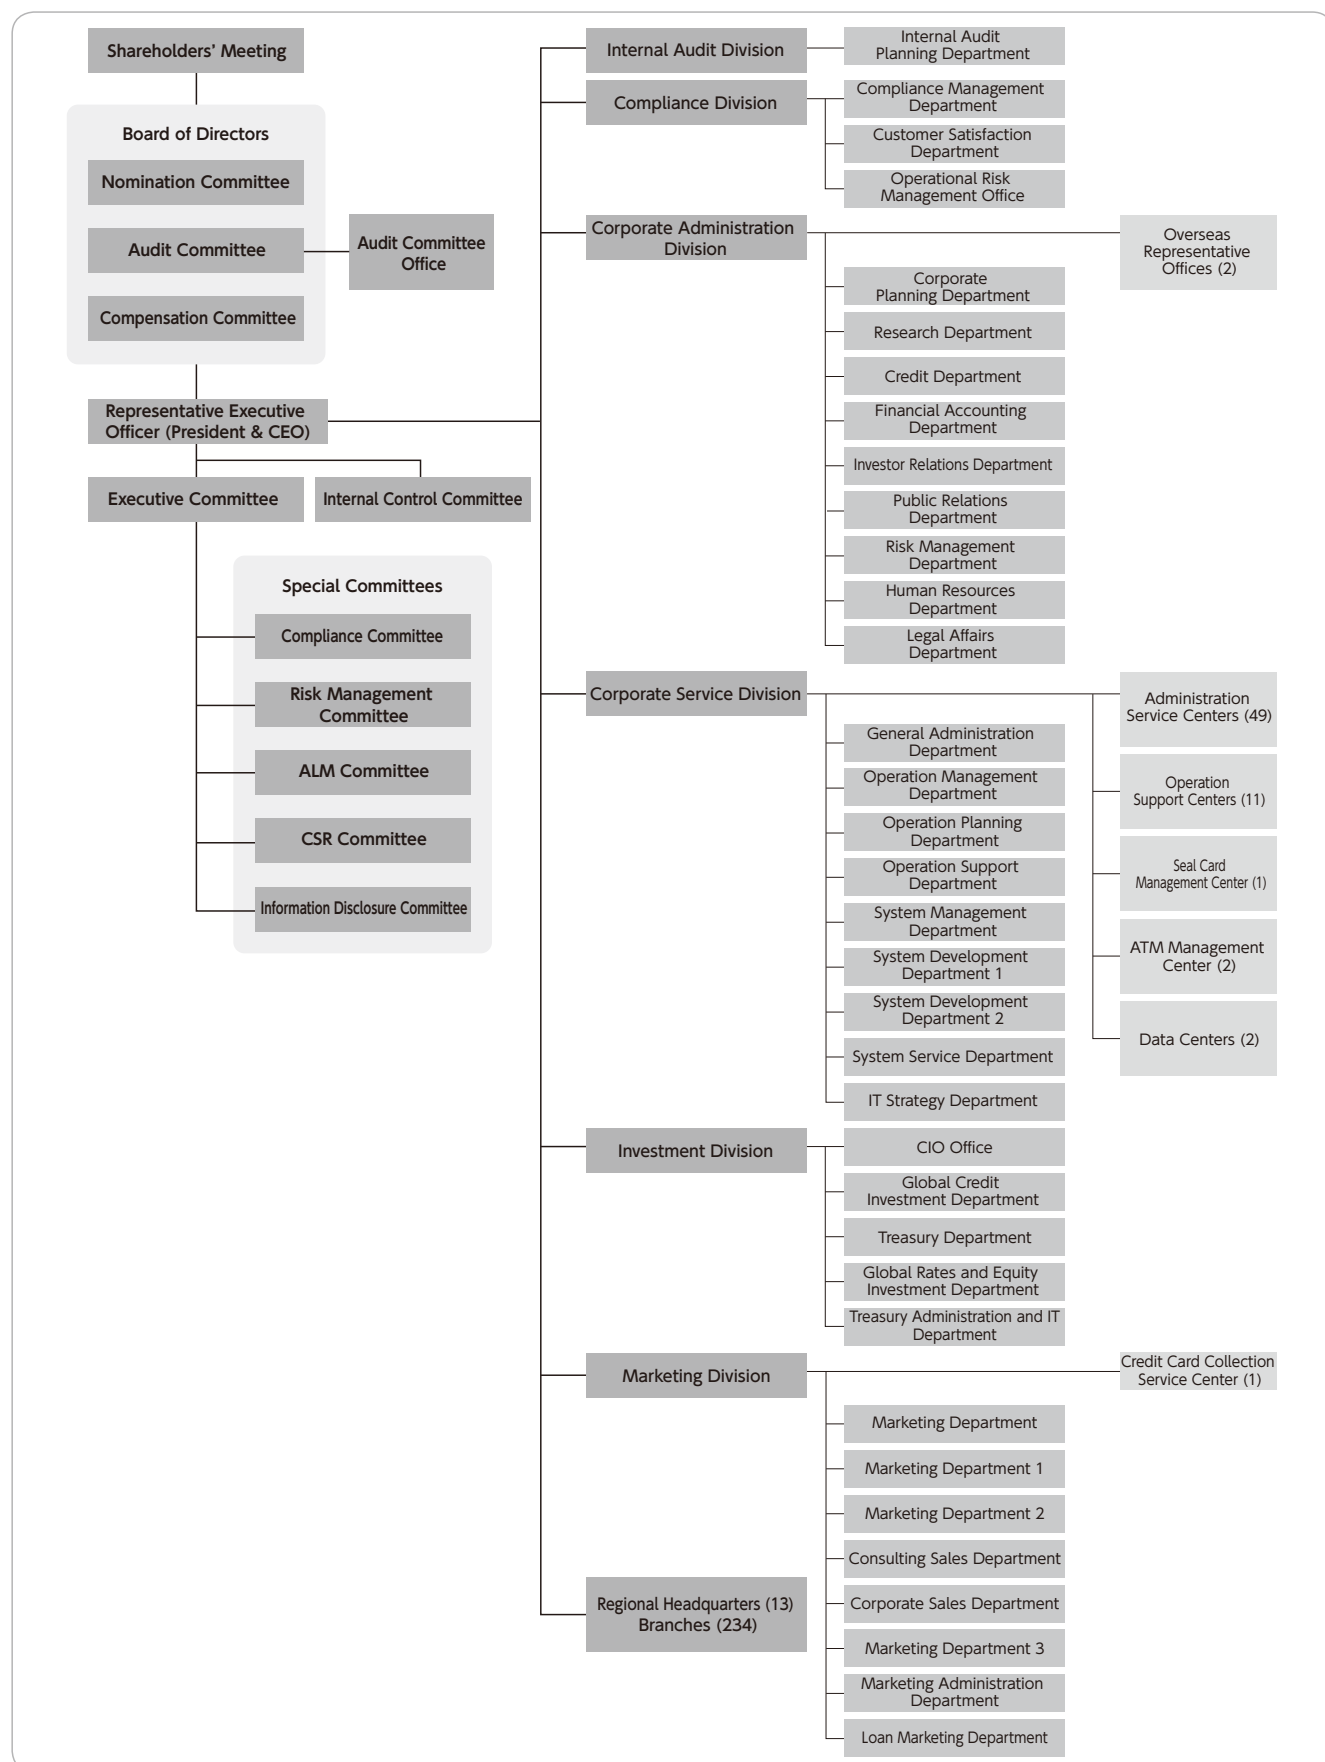 Shareholders’ Meeting
Board of Directors
Nomination Committee
Audit Committee
Compensation Committee
Audit Committee
Office
Representative Executive
Officer (President & CEO)
Executive Committee
Internal Control Committee
Special Committees
Compliance Committee
Risk Management
Committee
ALM Committee
CSR Committee
Information Disclosure Committee
Internal Audit Division
Internal Audit
Planning Department
Compliance Division
Compliance Management
Department
Customer Satisfaction
Department
Operational Risk
Management Office
Corporate Administration
Division
Overseas
Representative
Offices (2)
Corporate
Planning Department
Research Department
Credit Department
Financial Accounting
Department
Investor Relations Department
Public Relations
Department
Risk Management
Department
Human Resources
Department
Legal Affairs
Department
Corporate Service Division
General Administration
Department
Operation Management
Department
Operation Planning
Department
Operation Support
Department
System Management
Department
System Development
Department 1
System Development
Department 2
System Service Department
IT Strategy Department
Administration
Service Centers (49)
Operation
Support Centers (11)
Seal Card
Management Center (1)
ATM Management
Center (2)
Data Centers (2)
Investment Division
CIO Office
Global Credit
Investment Department
Treasury Department
Global Rates and Equity
Investment Department
Treasury Administration and IT
Department
Marketing Division
Credit Card Collection
Service Center (1)
Marketing Department
Marketing Department 1
Marketing Department 2
Consulting Sales Department
Corporate Sales Department
Marketing Department 3
Marketing Administration
Department
Loan Marketing Department
Regional Headquarters (13)
Branches (234)